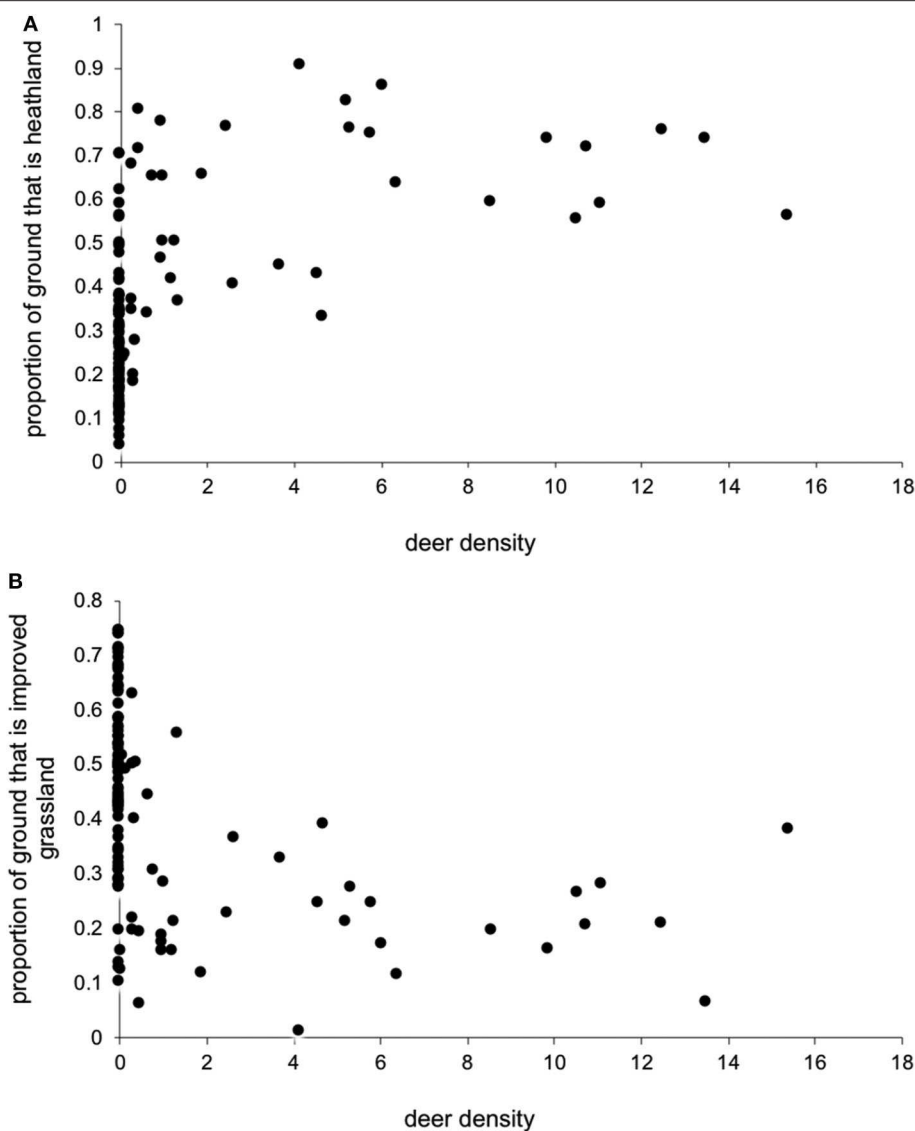 A
proportion of ground that is heathland
1
0.9
0.8
0.7
0.6
0.5
0.4
0.3
0.2
0.1
0
0 2 4 6 8 10 12 14 16 18
deer density
B
proportion of ground that is improved
grassland
0.8
0.7
0.6
0.5
0.4
0.3
0.2
0.1
0
0 2 4 6 8 10 12 14 16 18
deer density